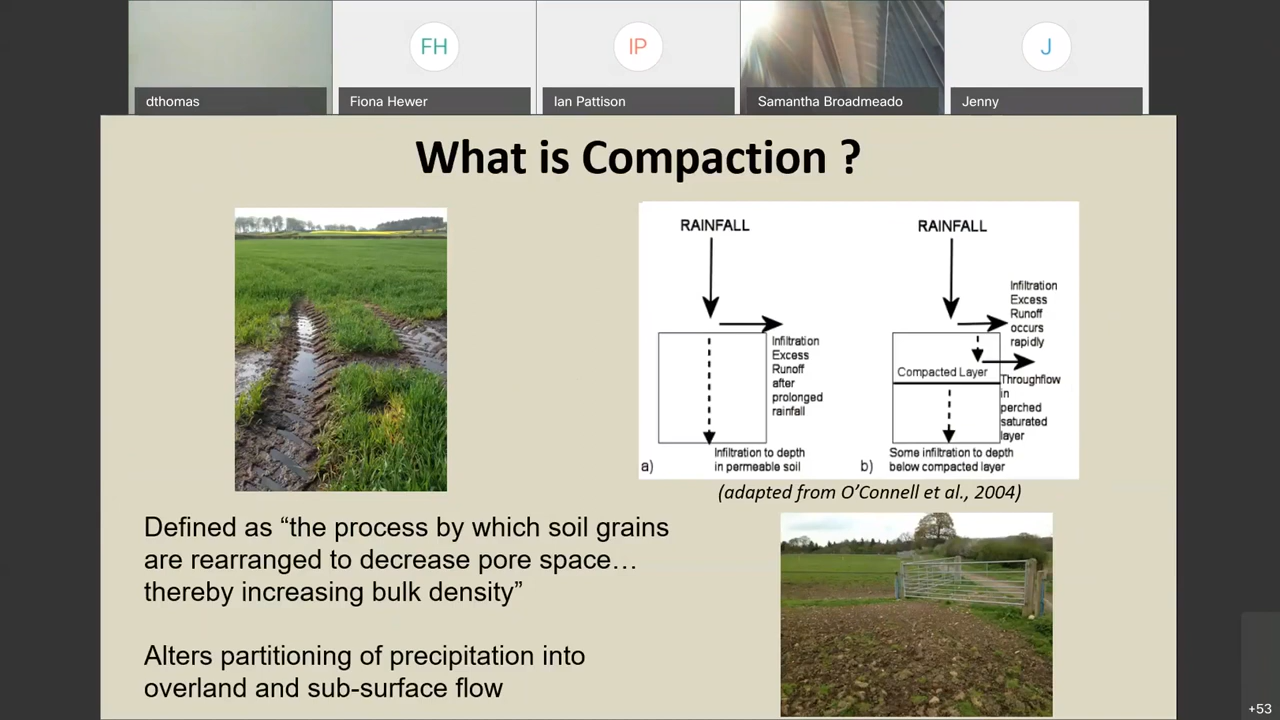 FH
IP
J
dthomas
Fiona Hewer
Ian Pattison
Samantha Broadmeado
Jenny
What is Compaction ?
RAINFALL
Infiltration
Excess
Runoff
after
prolonged
rainfall
Infiltration to depth
in permeable soil
a)
RAINFALL
Infiltration
Excess
Runoff
occurs
rapidly
Compacted Layer
Throughflow
in
perched
saturated
layer
Some infiltration to depth
below compacted layer
b)
(adapted from O’Connell et al., 2004)
Defined as “the process by which soil grains
are rearranged to decrease pore space…
thereby increasing bulk density”
Alters partitioning of precipitation into
overland and sub-surface flow
+53